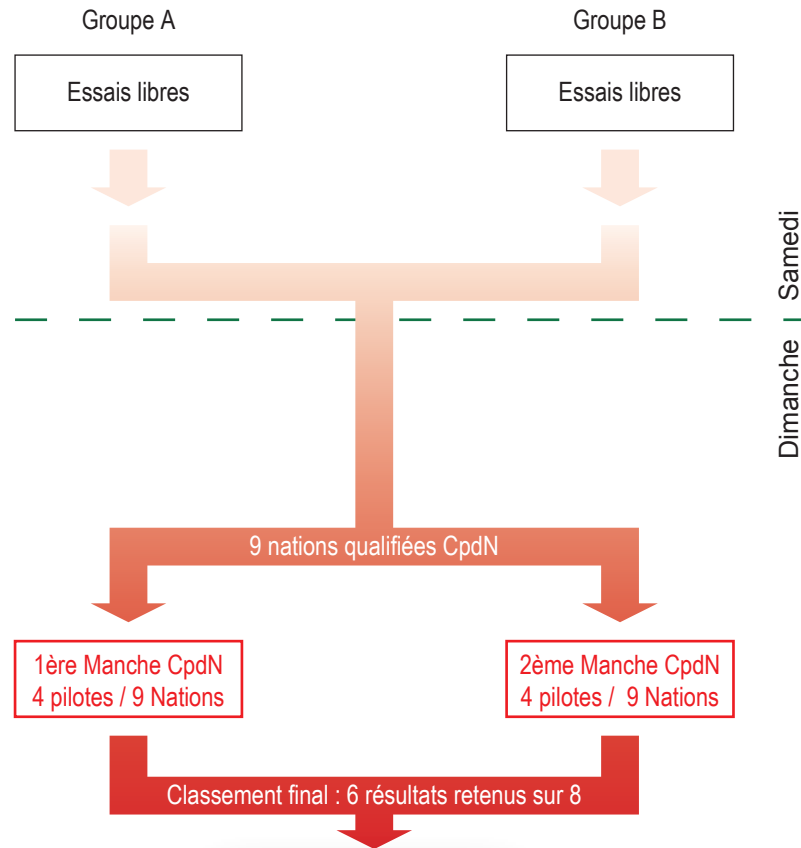 Groupe A
Groupe B
Essais libres
Essais libres
Samedi
Dimanche
9 nations qualifiées CpdN
1ère Manche CpdN
4 pilotes / 9 Nations
2ème Manche CpdN
4 pilotes / 9 Nations
Classement final : 6 résultats retenus sur 8